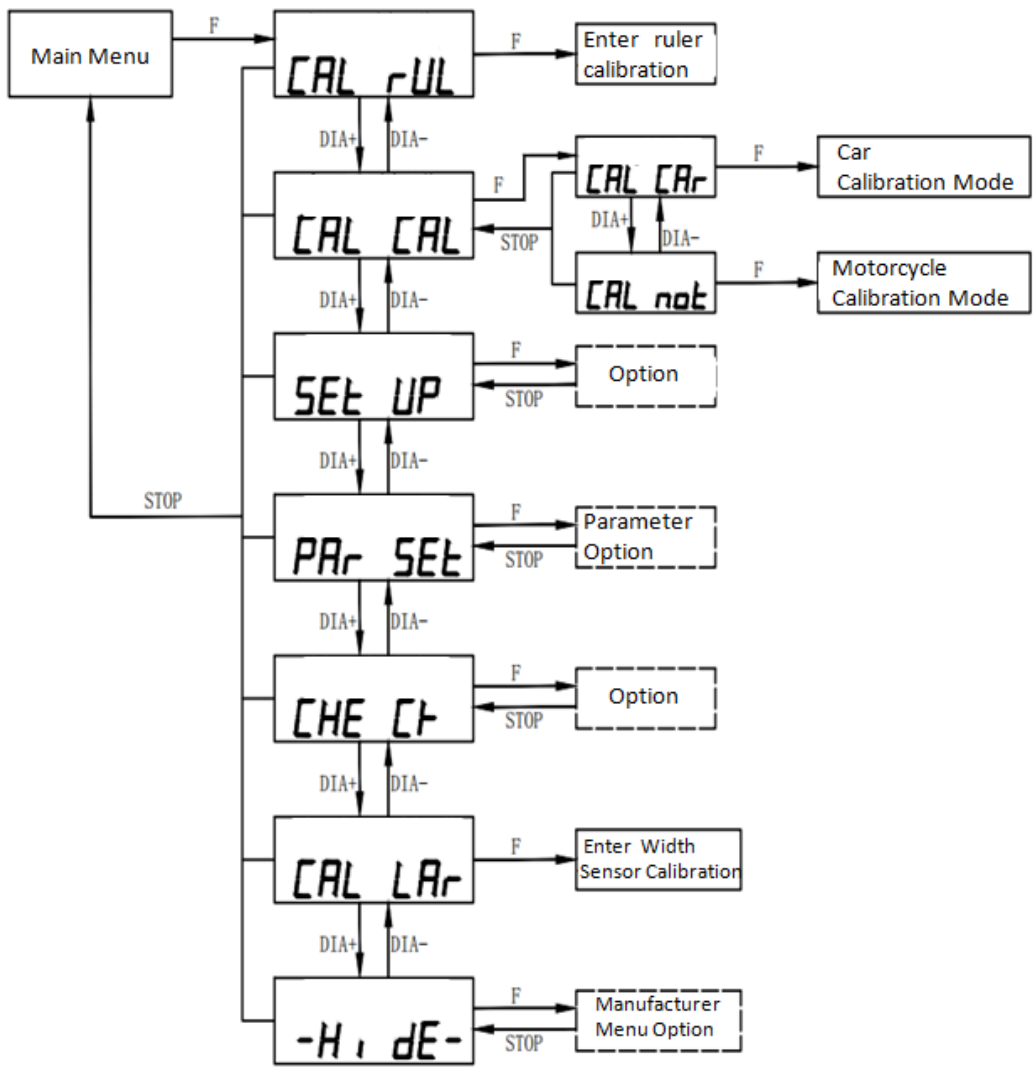 Main Menu
F
CAL rUL
F
Enter ruler
calibration
DIA+
DIA-
CAL CAL
F
STOP
CAL CAr
F
Car
Calibration Mode
DIA+
DIA-
CAL not
F
Motorcycle
Calibration Mode
DIA+
DIA-
SEt UP
F
STOP
Option
DIA+
DIA-
STOP
PAr SEt
F
STOP
Parameter
Option
DIA+
DIA-
CHE Ct
F
STOP
Option
DIA+
DIA-
CAL LAr
F
Enter Width
Sensor Calibration
DIA+
DIA-
-Hi dE-
F
STOP
Manufacturer
Menu Option